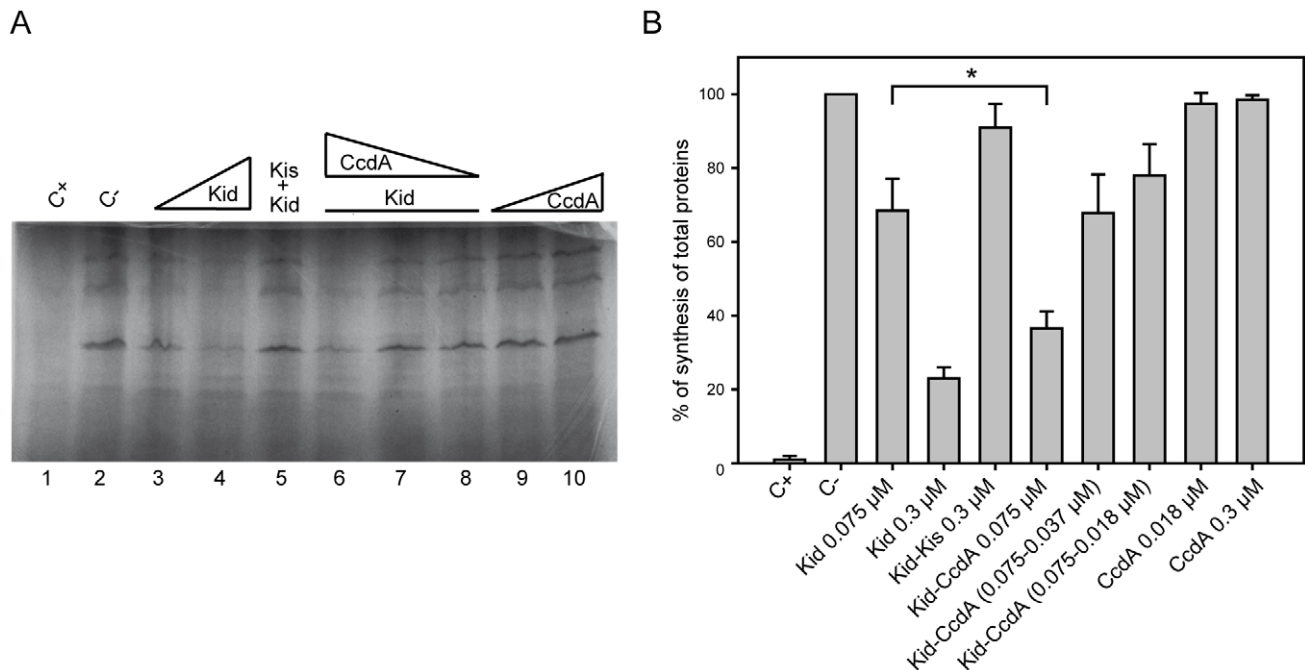 A
B
C+
C-
Kid
Kis
+
Kid
CcdA
Kid
CcdA
1 2 3 4 5 6 7 8 9 10
% of synthesis of total proteins
100
80
60
40
20
0
*
C+
C-
Kid 0.075 µM
Kid 0.3 µM
Kid-Kis 0.3 µM
Kid-CcdA 0.075 µM
Kid-CcdA (0.075-0.037 µM)
Kid-CcdA (0.075-0.018 µM)
CcdA 0.018 µM
CcdA 0.3 µM